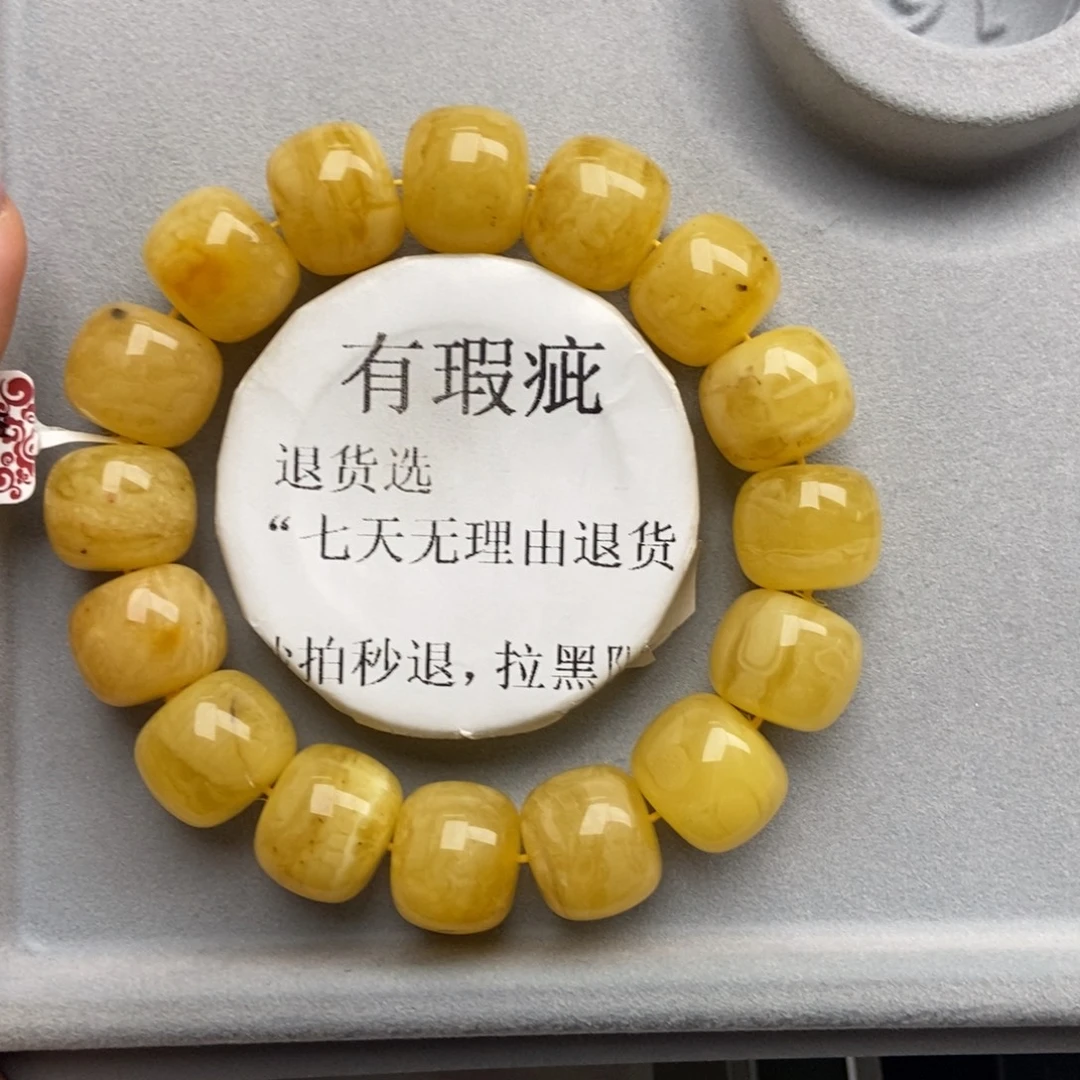 有瑕疵
退货选
“七天无理由退货
拍秒退，拉黑